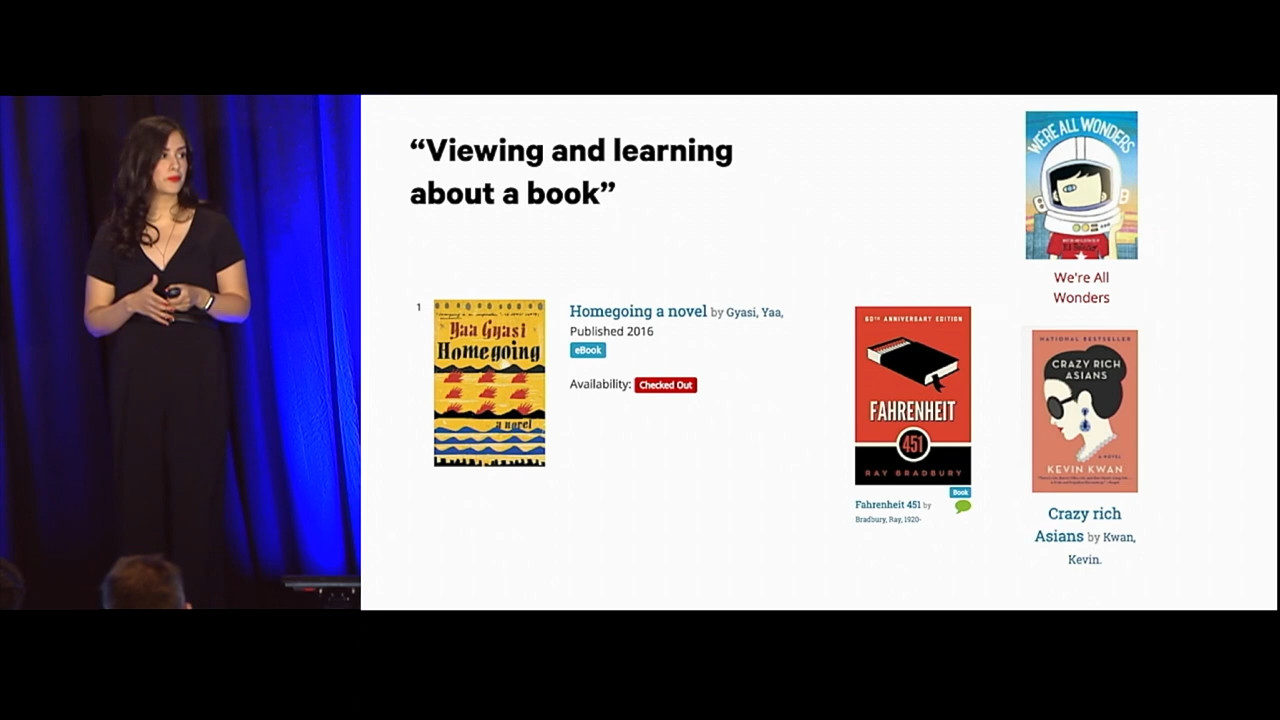 “Viewing and learning
about a book”
1
Yaa Gyasi
Homegoing
a novel
Homegoing a novel by Gyasi, Yaa,
Published 2016
eBook
Availability: Checked Out
60TH ANNIVERSARY EDITION
FAHRENHEIT
451
RAY BRADBURY
Book
Fahrenheit 451 by
Bradbury, Ray, 1920-
WE'RE ALL WONDERS
We're All
Wonders
NATIONAL BESTSELLER
CRAZY RICH
ASIANS
A NOVEL
KEVIN KWAN
Crazy rich
Asians by Kwan,
Kevin.